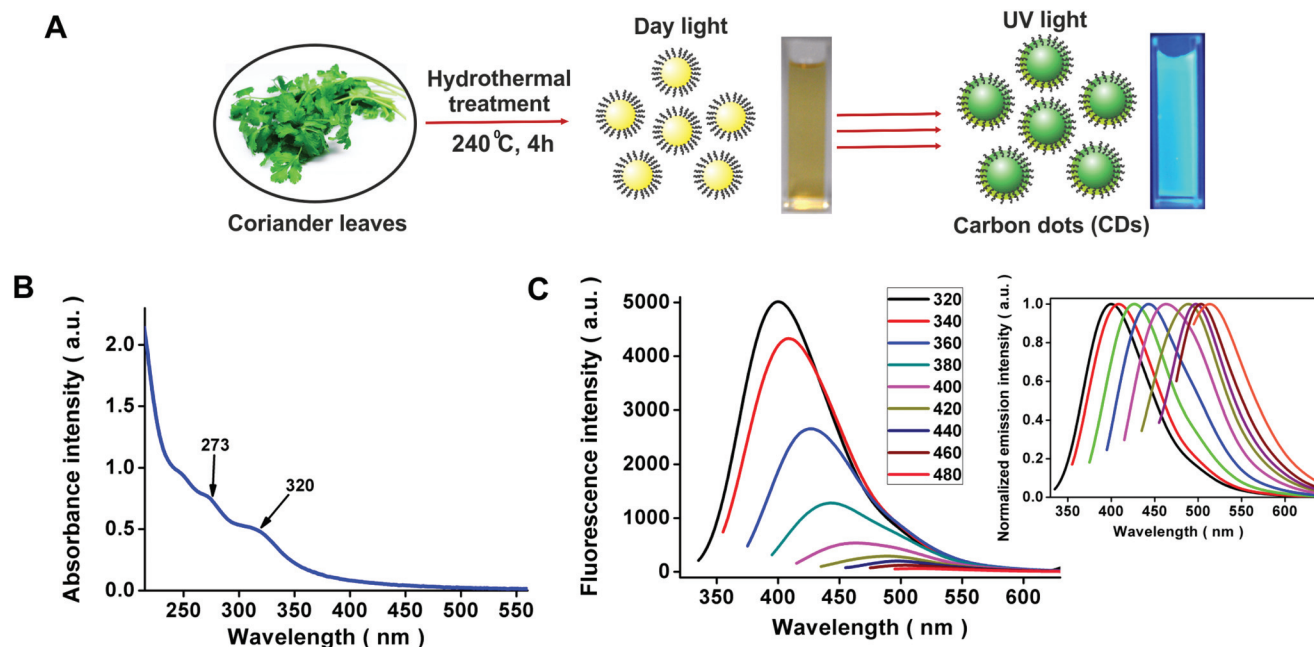 A
Day light
UV light
Hydrothermal
treatment
240 ⁰C, 4h
Coriander leaves
Carbon dots (CDs)
B
Absorbance intensity ( a.u. )
2.0
1.5
1.0
0.5
0.0
273
320
250
300
350
400
450
500
550
Wavelength ( nm )
C
Fluorescence intensity ( a.u. )
5000
4000
3000
2000
1000
0
350
400
450
500
550
600
Wavelength ( nm )
320
340
360
380
400
420
440
460
480
Normalized emission intensity ( a.u. )
1.0
0.8
0.6
0.4
0.2
0.0
350
400
450
500
550
600
Wavelength ( nm )